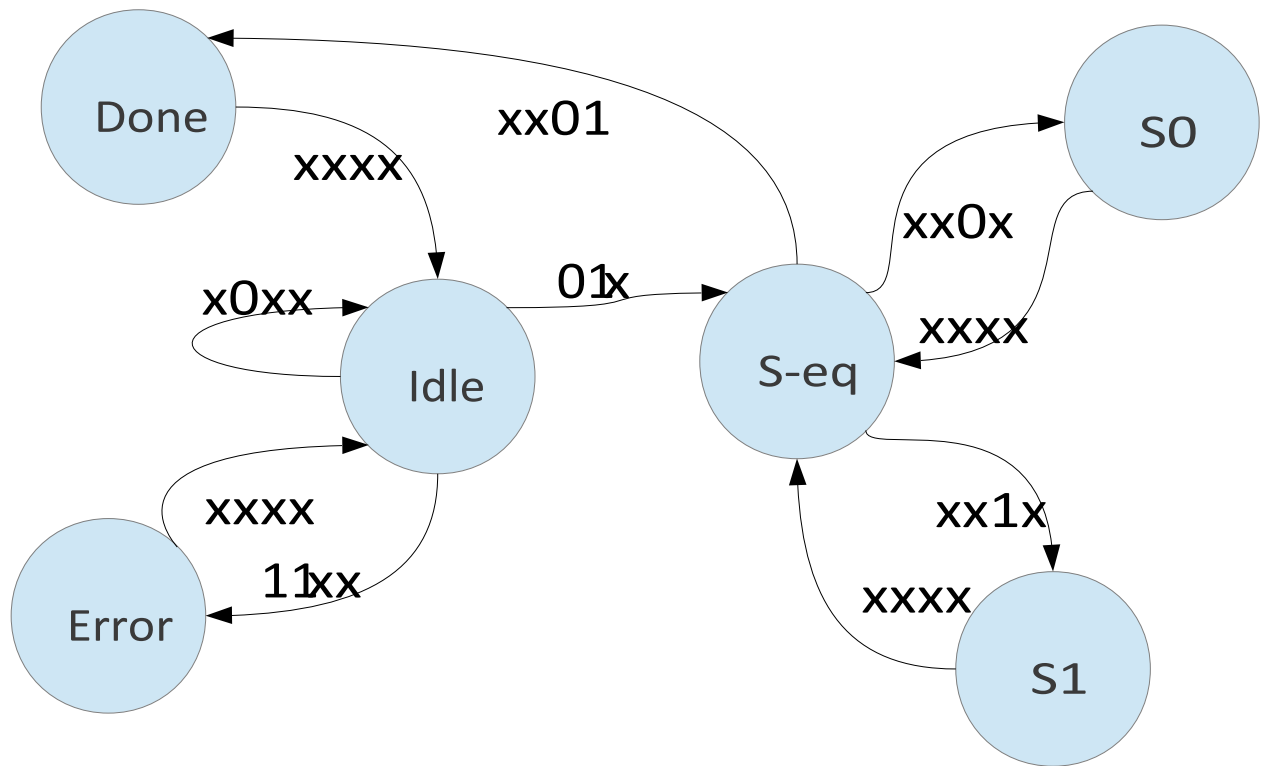 Done
xx01
S0
xxxx
xx0x
x0xx
01x
xxxx
S-eq
Idle
xxxx
xx1x
11xx
xxxx
Error
S1